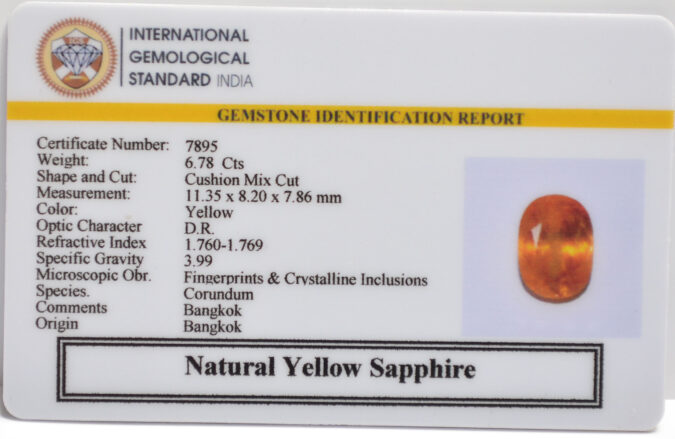 IGS
INTERNATIONAL
GEMOLOGICAL
STANDARD INDIA
GEMSTONE IDENTIFICATION REPORT
Certificate Number: 7895
Weight: 6.78 Cts
Shape and Cut: Cushion Mix Cut
Measurement: 11.35 x 8.20 x 7.86 mm
Color: Yellow
Optic Character D.R.
Refractive Index 1.760-1.769
Specific Gravity 3.99
Microscopic Obr. Fingerprints & Crystalline Inclusions
Species. Corundum
Comments Bangkok
Origin Bangkok
Natural Yellow Sapphire